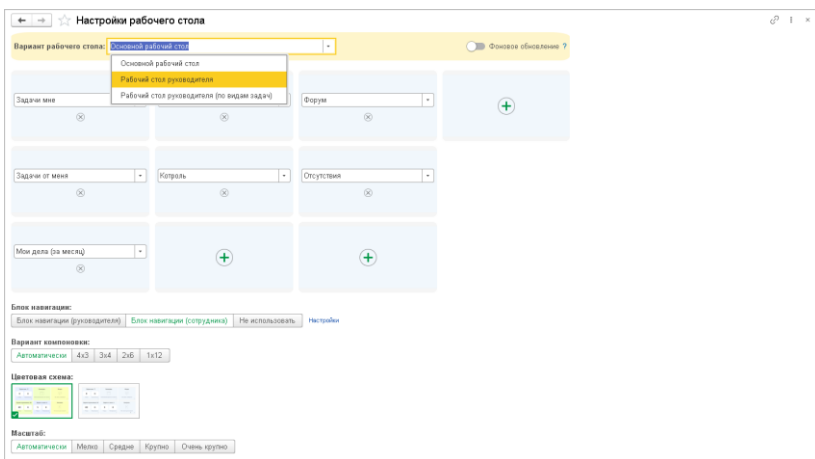 Настройки рабочего стола
Вариант рабочего стола: Основной рабочий стол
Фоновое обновление ?
Основной рабочий стол
Рабочий стол руководителя
Рабочий стол руководителя (по видам задач)
Задачи мне
Форум
Задачи от меня
Котроль
Отсутствия
Мои дела (за месяц)
Блок навигации:
Блок навигации (руководителя) Блок навигации (сотрудника) Не использовать Настройки
Вариант компоновки:
Автоматически 4x3 3x4 2x6 1x12
Цветовая схема:
Масштаб:
Автоматически Мелко Средне Крупно Очень крупно